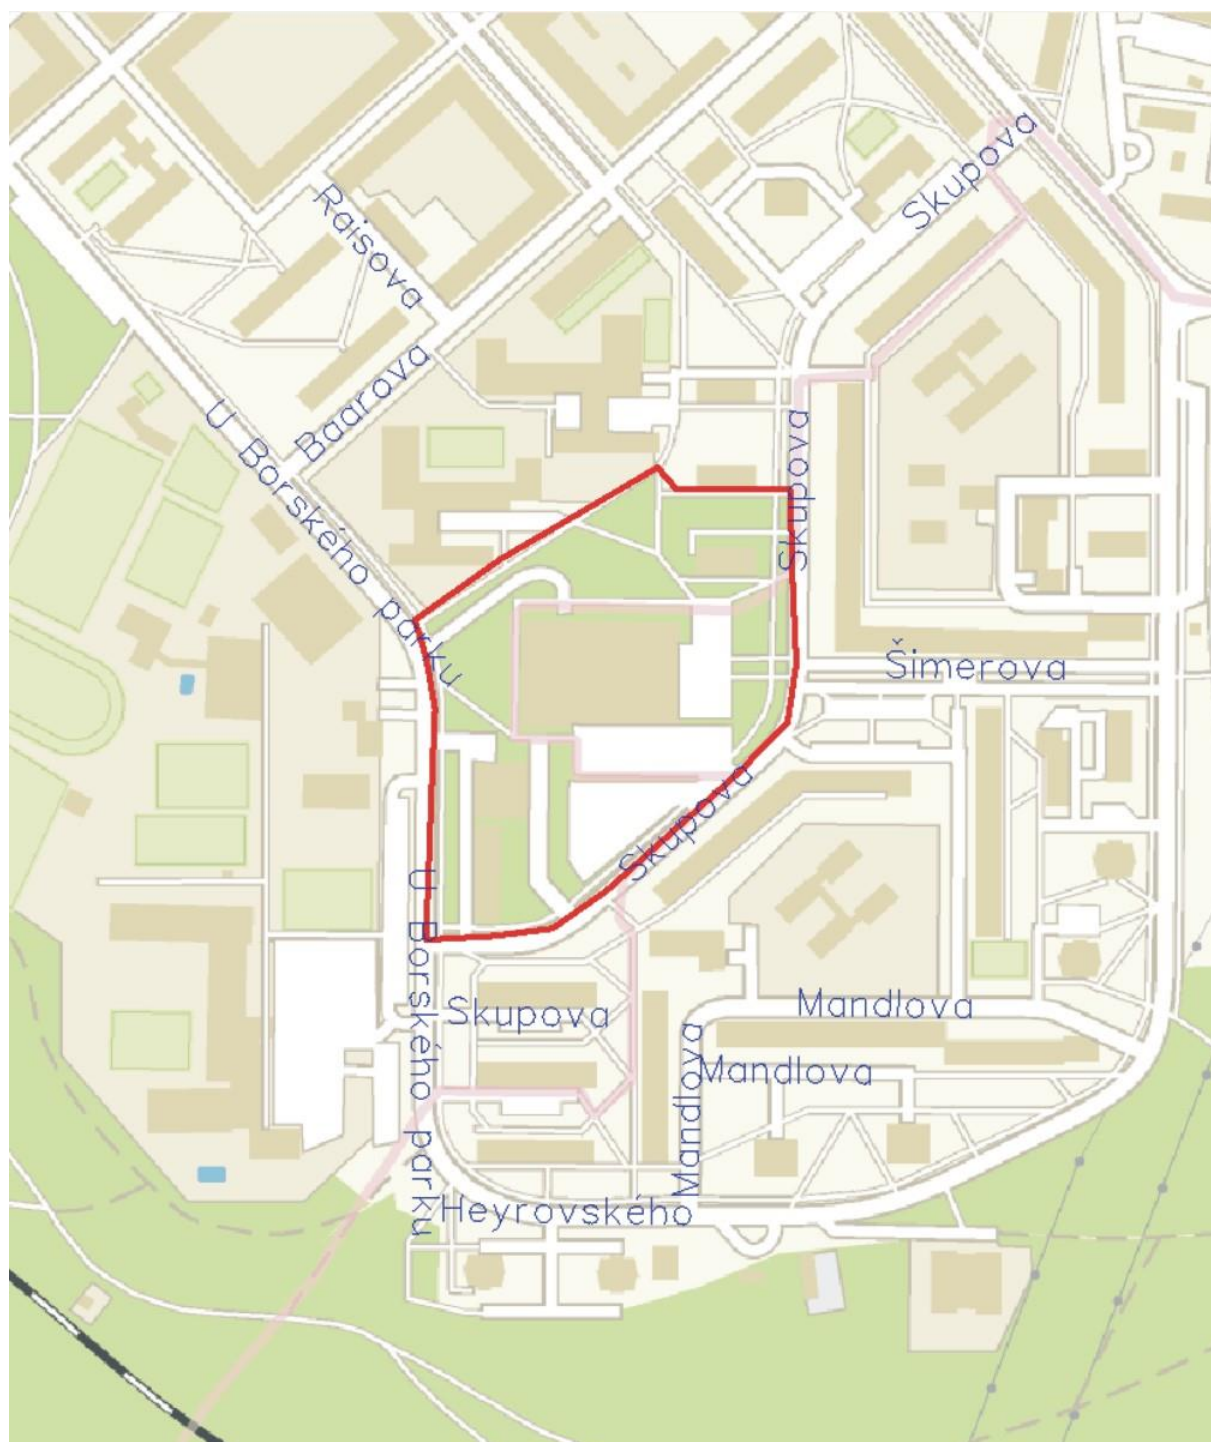 Skupova
Raisova
Baarova
U Borského parku
Skupova
Šimerova
Skupova
U Borského parku
Skupova
Mandlova
Mandlova
Mandlova
Heyrovského